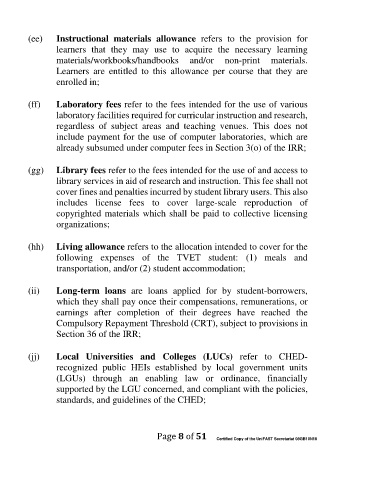 (ee) Instructional materials allowance refers to the provision for
learners that they may use to acquire the necessary learning
materials/workbooks/handbooks and/or non-print materials.
Learners are entitled to this allowance per course that they are
enrolled in;
(ff) Laboratory fees refer to the fees intended for the use of various
laboratory facilities required for curricular instruction and research,
regardless of subject areas and teaching venues. This does not
include payment for the use of computer laboratories, which are
already subsumed under computer fees in Section 3(o) of the IRR;
(gg) Library fees refer to the fees intended for the use of and access to
library services in aid of research and instruction. This fee shall not
cover fines and penalties incurred by student library users. This also
includes license fees to cover large-scale reproduction of
copyrighted materials which shall be paid to collective licensing
organizations;
(hh) Living allowance refers to the allocation intended to cover for the
following expenses of the TVET student: (1) meals and
transportation, and/or (2) student accommodation;
(ii) Long-term loans are loans applied for by student-borrowers,
which they shall pay once their compensations, remunerations, or
earnings after completion of their degrees have reached the
Compulsory Repayment Threshold (CRT), subject to provisions in
Section 36 of the IRR;
(jj) Local Universities and Colleges (LUCs) refer to CHED-
recognized public HEIs established by local government units
(LGUs) through an enabling law or ordinance, financially
supported by the LGU concerned, and compliant with the policies,
standards, and guidelines of the CHED;
Page 8 of 51 Certified Copy of the UniFAST Secretariat